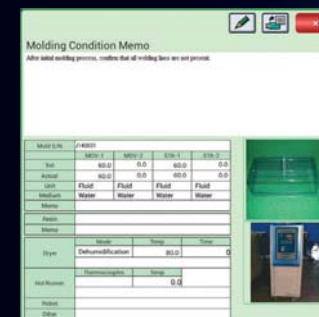 Molding Condition Memo
After initial molding process, confirm that all welding lines are not present.
Mold S/N J140031
MOV-1 MOV-2 STA-1 STA-2
Set 60.0 0.0 60.0 0.0
Actual 60.0 0.0 60.0 0.0
Unit Fluid Fluid Fluid Fluid
Medium Water Water Water Water
Memo
Resin
Memo
Mode Temp Timer
Dryer Dehumidification 80.0 0
Thermocouples Temp
Hot Runner 0.0
Robot
Other